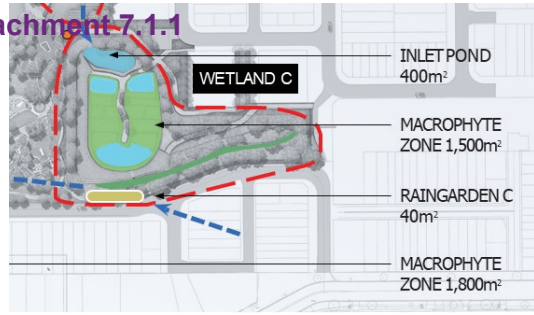 achment 7.1.1
INLET POND
400m²
WETLAND C
MACROPHYTE
ZONE 1,500m²
RAINGARDEN C
40m²
MACROPHYTE
ZONE 1,800m²